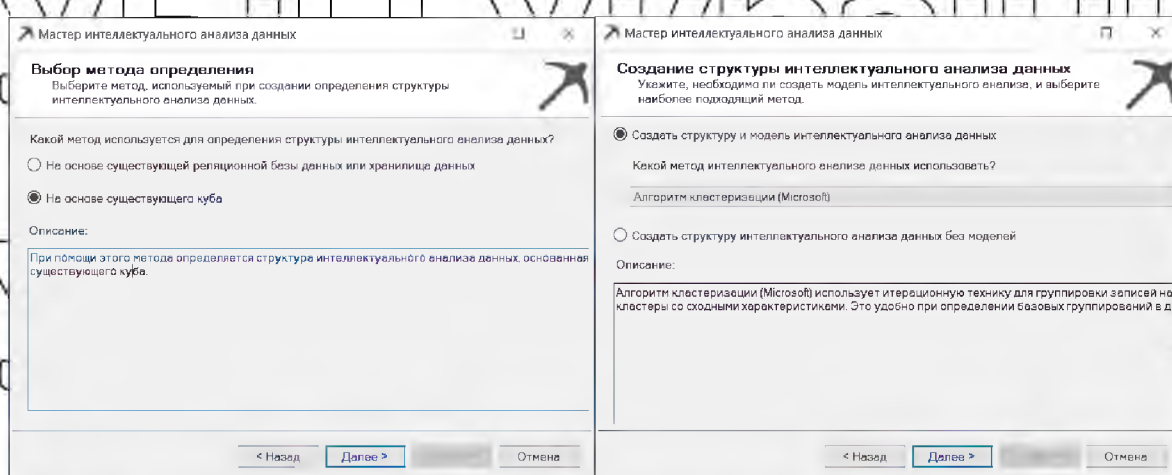 Мастер интеллектуального анализа данных
Выбор метода определения
Выберите метод, используемый при создании определения структуры
интеллектуального анализа данных.
Какой метод используется для определения структуры интеллектуального анализа данных?
На основе существующей реляционной базы данных или хранилища данных
На основе существующего куба
Описание:
При помощи этого метода определяется структура интеллектуального анализа данных, основанная
существующего куба.
< Назад
Далее >
Отмена
Мастер интеллектуального анализа данных
Создание структуры интеллектуального анализа данных
Укажите, необходимо ли создать модель интеллектуального анализа, и выберите
наиболее подходящий метод.
Создать структуру и модель интеллектуального анализа данных
Какой метод интеллектуального анализа данных использовать?
Алгоритм кластеризации (Microsoft)
Создать структуру интеллектуального анализа данных без моделей
Описание:
Алгоритм кластеризации (Microsoft) использует итерационную технику для группировки записей на
кластеры со сходными характеристиками. Это удобно при определении базовых группирований в д
< Назад
Далее >
Отмена